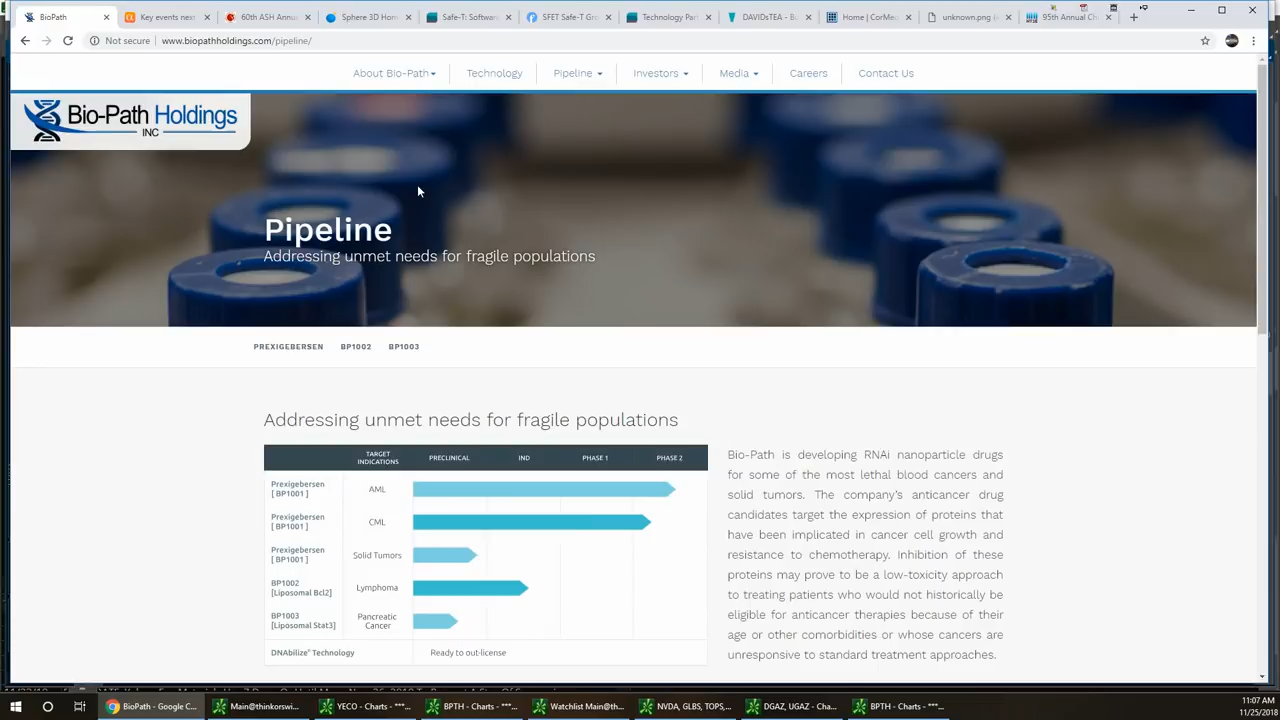 BioPath
Key events next
60th ASH Annu
Sphere 3D Hom
Safe-T: Softwar
SFET Safe-T Gro
Technology Par
DAVIDsTEA - Bu
Home | CorMed
unknown.png (
95th Annual Ch
Not secure | www.biopathholdings.com/pipeline/
About Bio-Path
Technology
Pipeline
Investors
Media
Careers
Contact Us
Bio-Path Holdings
INC
Pipeline
Addressing unmet needs for fragile populations
PREXIGEBERSEN BP1002 BP1003
Addressing unmet needs for fragile populations
TARGET
INDICATIONS
PRECLINICAL
IND
PHASE 1
PHASE 2
Prexigebersen
[ BP1001 ]
AML
Prexigebersen
[ BP1001 ]
CML
Prexigebersen
[ BP1001 ]
Solid Tumors
BP1002
[Liposomal Bcl2]
Lymphoma
BP1003
[Liposomal Stat3]
Pancreatic
Cancer
DNAbilize® Technology
Ready to out-license
Bio-Path is developing RNAi nanoparticle drugs
for some of the most lethal blood cancers and
solid tumors. The company's anticancer drug
candidates target the expression of proteins that
have been implicated in cancer cell growth and
resistance to chemotherapy. Inhibition of these
proteins may prove to be a low-toxicity approach
to treating patients who would not historically be
eligible for anticancer therapies because of their
age or other comorbidities or whose cancers are
unresponsive to standard treatment approaches.
BioPath - Google C...
Main@thinkorswi...
YECO - Charts - ***...
BPTH - Charts - ***...
Watchlist Main@th...
NVDA, GLBS, TOPS,...
DGAZ, UGAZ - Cha...
BPTH - Charts - ***...
11:07 AM
11/25/2018